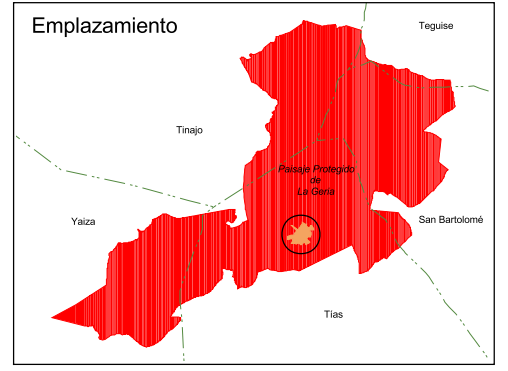 Emplazamiento
Teguise
Tinajo
Paisaje Protegido
de
La Geria
Yaiza
San Bartolomé
Tías